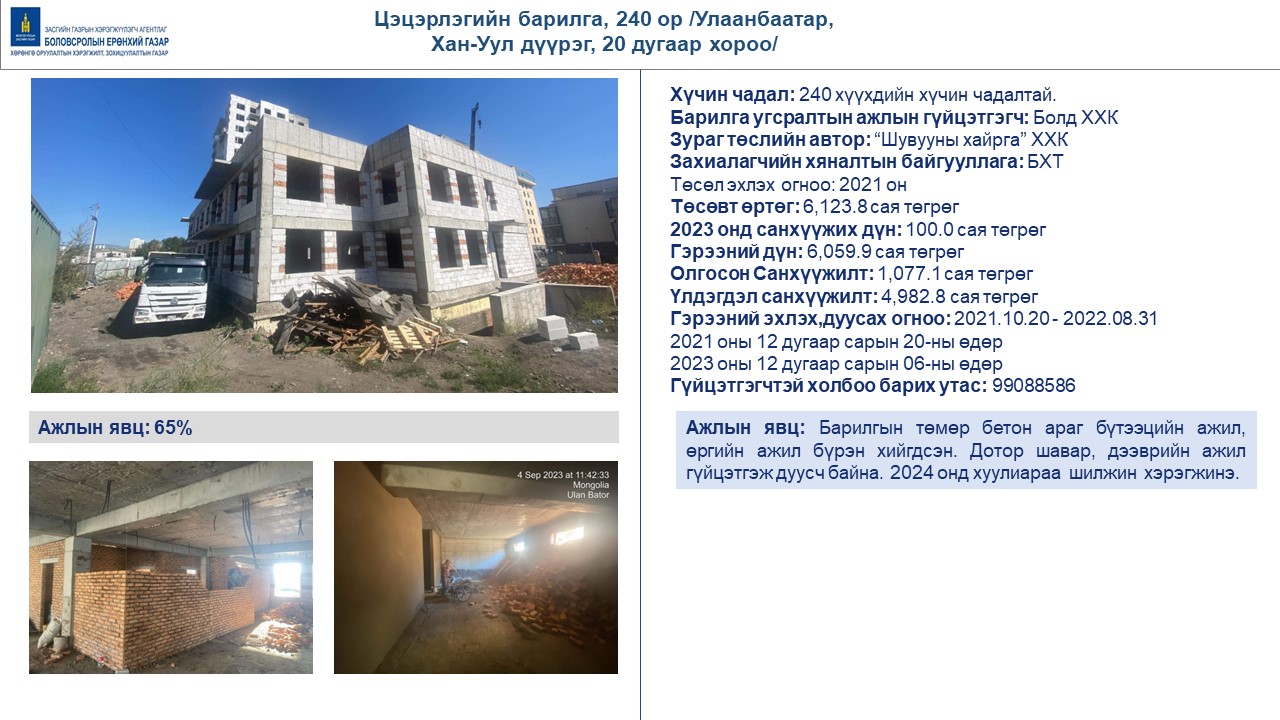 ЗАСГИЙН ГАЗРЫН ХЭРЭГЖҮҮЛЭГЧ АГЕНТЛАГ
БОЛОВСРОЛЫН ЕРӨНХИЙ ГАЗАР
ХӨРӨНГӨ ОРУУЛАЛТЫН ХЭРЭГЖИЛТ, ЗОХИЦУУЛАЛТЫН ГАЗАР
Цэцэрлэгийн барилга, 240 ор /Улаанбаатар,
Хан-Уул дүүрэг, 20 дугаар хороо/
Ажлын явц: 65%
4 Sep 2023 at 11:42:33
Mongolia
Ulan Bator
Хүчин чадал: 240 хүүхдийн хүчин чадалтай.
Барилга угсралтын ажлын гүйцэтгэгч: Болд ХХК
Зураг төслийн автор: “Шувууны хайрга” ХХК
Захиалагчийн хяналтын байгууллага: БХТ
Төсөл эхлэх огноо: 2021 он
Төсөвт өртөг: 6,123.8 сая төгрөг
2023 онд санхүүжих дүн: 100.0 сая төгрөг
Гэрээний дүн: 6,059.9 сая төгрөг
Олгосон Санхүүжилт: 1,077.1 сая төгрөг
Үлдэгдэл санхүүжилт: 4,982.8 сая төгрөг
Гэрээний эхлэх,дуусах огноо: 2021.10.20 - 2022.08.31
2021 оны 12 дугаар сарын 20-ны өдөр
2023 оны 12 дугаар сарын 06-ны өдөр
Гүйцэтгэгчтэй холбоо барих утас: 99088586
Ажлын явц: Барилгын төмөр бетон араг бүтээцийн ажил,
өргийн ажил бүрэн хийгдсэн. Дотор шавар, дээврийн ажил
гүйцэтгэж дуусч байна. 2024 онд хуулиараа шилжин хэрэгжинэ.